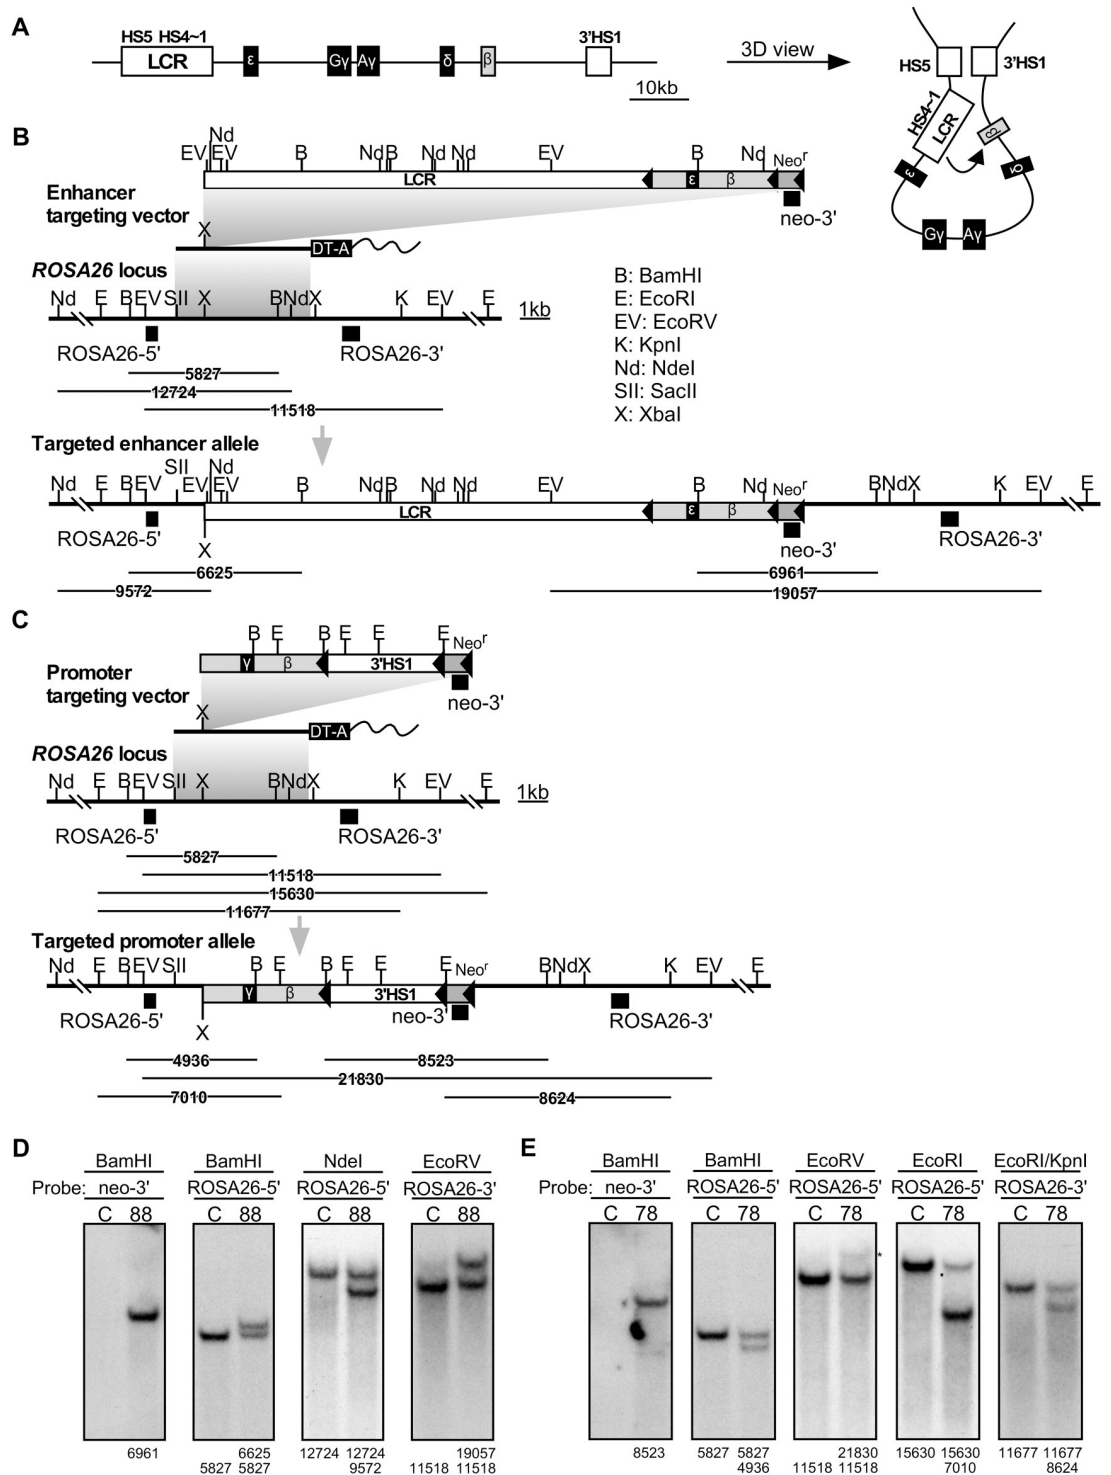 A
HS5 HS4~1
LCR
ε
Gγ
Aγ
δ
β
3'HS1
10kb
3D view
HS5
3'HS1
HS4~1
LCR
β
ε
δ
Gγ
Aγ
B
Enhancer
targeting vector
EV
Nd
EV
B
Nd
B
Nd
Nd
EV
B
Nd
Neor
LCR
ε
β
neo-3'
X
DT-A
ROSA26 locus
Nd E B EV SII X B Nd X K EV E
1kb
ROSA26-5'
ROSA26-3'
5827
12724
11518
B: BamHI
E: EcoRI
EV: EcoRV
K: KpnI
Nd: NdeI
SII: SacII
X: XbaI
Targeted enhancer allele
Nd E B EV SII EV Nd EV B Nd B Nd Nd EV B Nd Neor B Nd X K EV E
LCR
ε
β
ROSA26-5'
X
neo-3'
ROSA26-3'
6625
9572
6961
19057
C
Promoter
targeting vector
B E B E E E Neor
γ
β
3'HS1
neo-3'
X
DT-A
ROSA26 locus
Nd E B EV SII X B Nd X K EV E
1kb
ROSA26-5'
ROSA26-3'
5827
11518
15630
11677
Targeted promoter allele
Nd E B EV SII B E B E E E Neor B Nd X K EV E
γ
β
3'HS1
ROSA26-5'
X
neo-3'
ROSA26-3'
4936
8523
21830
7010
8624
D
BamHI BamHI NdeI EcoRV
Probe: neo-3' ROSA26-5' ROSA26-5' ROSA26-3'
C 88 C 88 C 88 C 88
6961 6625 12724 12724 19057
5827 5827 9572 11518 11518
E
BamHI BamHI EcoRV EcoRI EcoRI/KpnI
Probe: neo-3' ROSA26-5' ROSA26-5' ROSA26-5' ROSA26-3'
C 78 C 78 C 78 C 78 C 78
*
8523 5827 5827 21830 15630 15630 11677 11677
4936 11518 11518 7010 8624